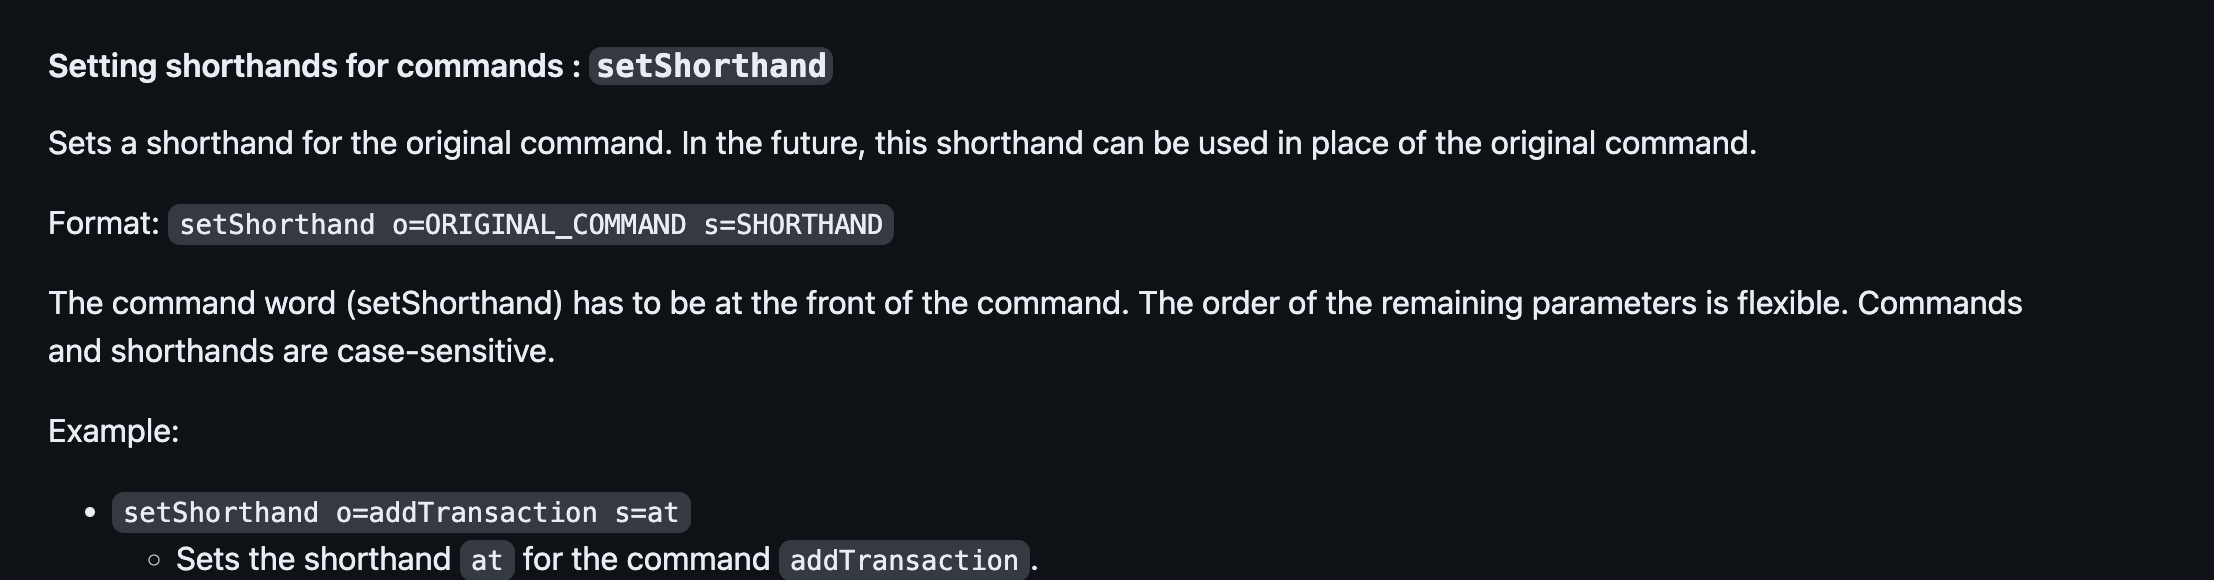 Setting shorthands for commands : setShorthand
Sets a shorthand for the original command. In the future, this shorthand can be used in place of the original command.
Format: setShorthand o=ORIGINAL_COMMAND s=SHORTHAND
The command word (setShorthand) has to be at the front of the command. The order of the remaining parameters is flexible. Commands
and shorthands are case-sensitive.
Example:
• setShorthand o=addTransaction s=at
◦ Sets the shorthand at for the command addTransaction.